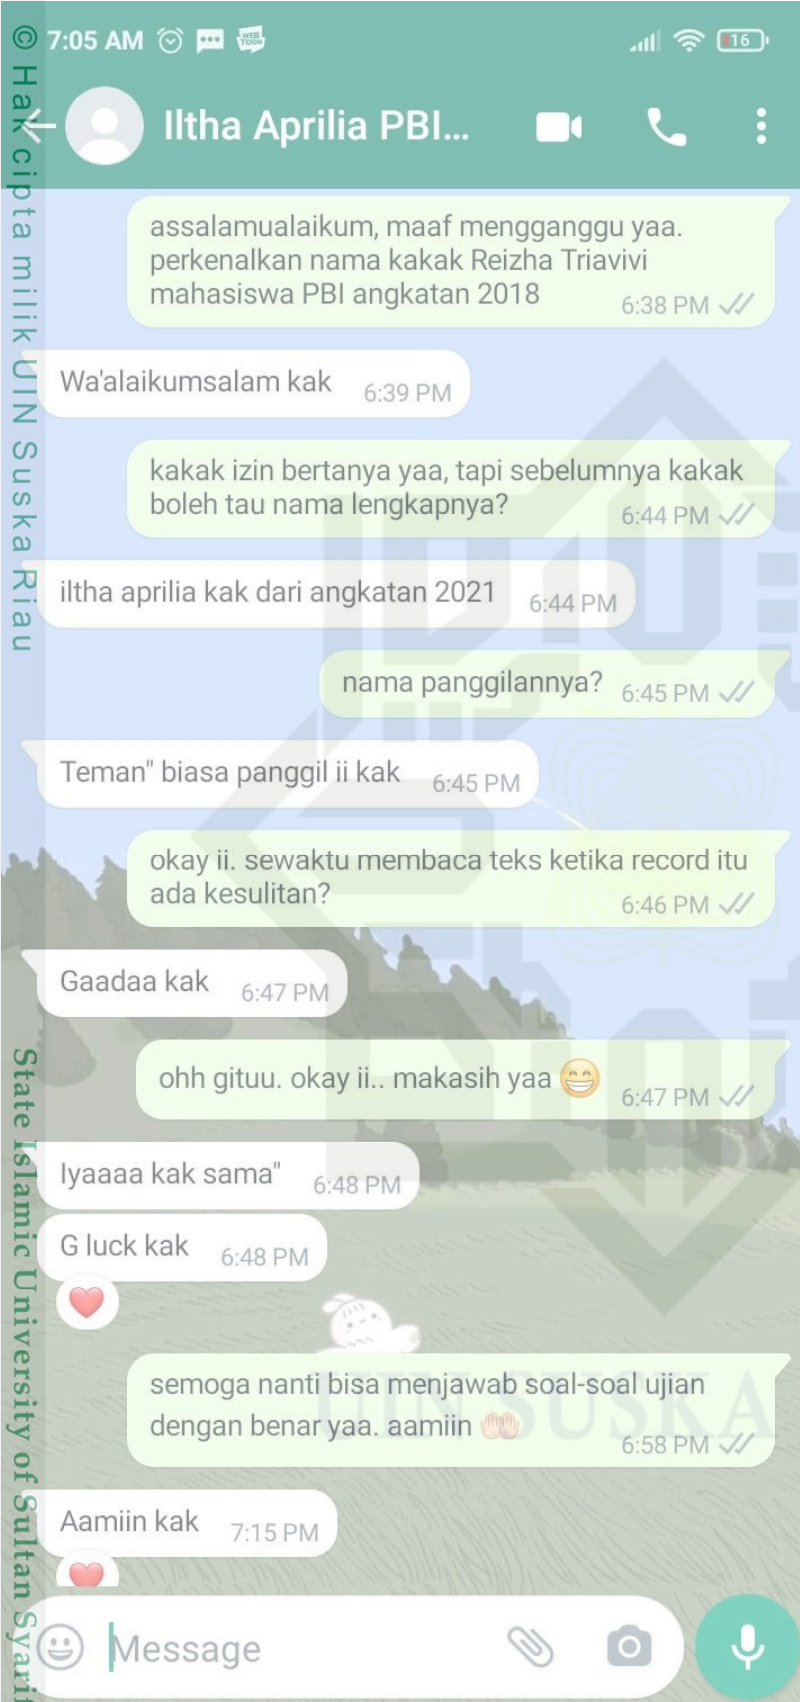 7:05 AM
WEB
TOON
16
Iltha Aprilia PBI...
assalamualaikum, maaf mengganggu yaa.
perkenalkan nama kakak Reizha Triavivi
mahasiswa PBI angkatan 2018
6:38 PM
Wa'alaikumsalam kak
6:39 PM
kakak izin bertanya yaa, tapi sebelumnya kakak
boleh tau nama lengkapnya?
6:44 PM
iltha aprilia kak dari angkatan 2021
6:44 PM
nama panggilannya?
6:45 PM
Teman" biasa panggil ii kak
6:45 PM
okay ii. sewaktu membaca teks ketika record itu
ada kesulitan?
6:46 PM
Gaadaa kak
6:47 PM
ohh gituu. okay ii.. makasih yaa 😁
6:47 PM
Iyaaaa kak sama"
6:48 PM
G luck kak
6:48 PM
semoga nanti bisa menjawab soal-soal ujian
dengan benar yaa. aamiin 🤲🏻
6:58 PM
Aamiin kak
7:15 PM
Message
© Hak cipta milik UIN Suska Riau
State Islamic University of Sultan Syarif
UIN SUSKA